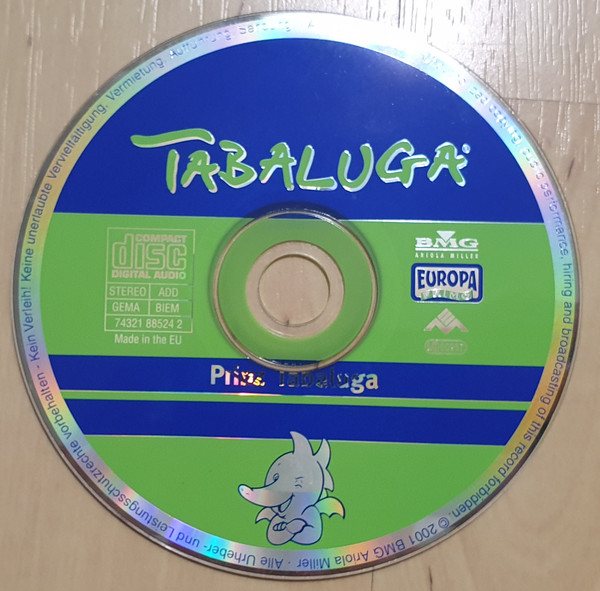 TABALUGA®
COMPACT
disc
DIGITAL AUDIO
STEREO ADD
GEMA BIEM
74321 88524 2
Made in the EU
BMG
ARIOLA MILLER
EUROPA
Prinz Tabaluga
Alle Urheber- und Leistungsschutzrechte vorbehalten - Kein Verleih! Keine unerlaubte Vervielfältigung, Vermietung, Aufführung,
performance, hiring and broadcasting of this record forbidden. © 2001 BMG Ariola Miller -